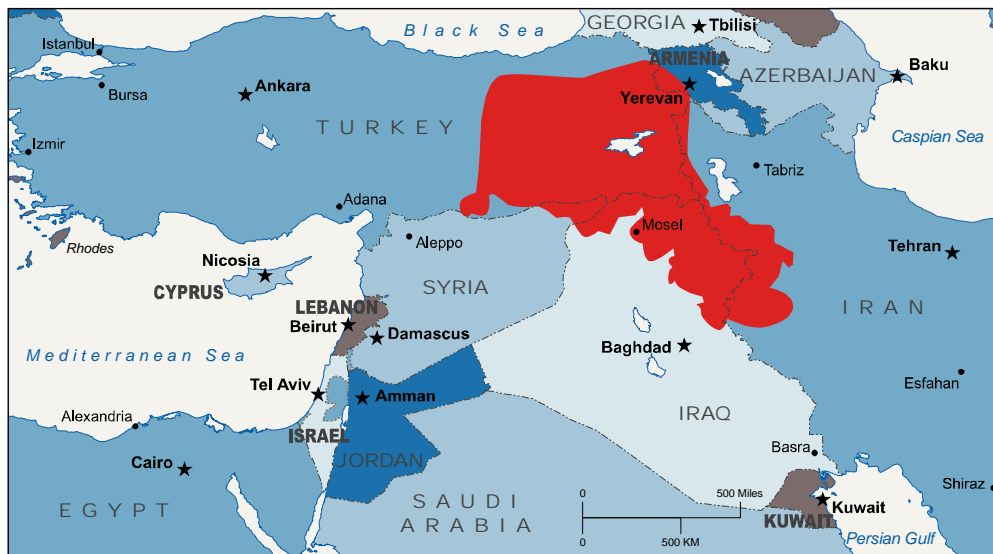 Black Sea
GEORGIA
Tbilisi
Istanbul
ARMENIA
AZERBAIJAN
Baku
Bursa
Ankara
Yerevan
TURKEY
Caspian Sea
Izmir
Tabriz
Adana
Mosel
Rhodes
Aleppo
Tehran
Nicosia
CYPRUS
SYRIA
LEBANON
IRAN
Beirut
Damascus
Baghdad
Mediterranean Sea
Tel Aviv
Amman
Esfahan
Alexandria
IRAQ
ISRAEL
Basra
JORDAN
Cairo
Shiraz
0
500 Miles
SAUDI
ARABIA
EGYPT
KUWAIT
Kuwait
0
500 KM
Persian Gulf